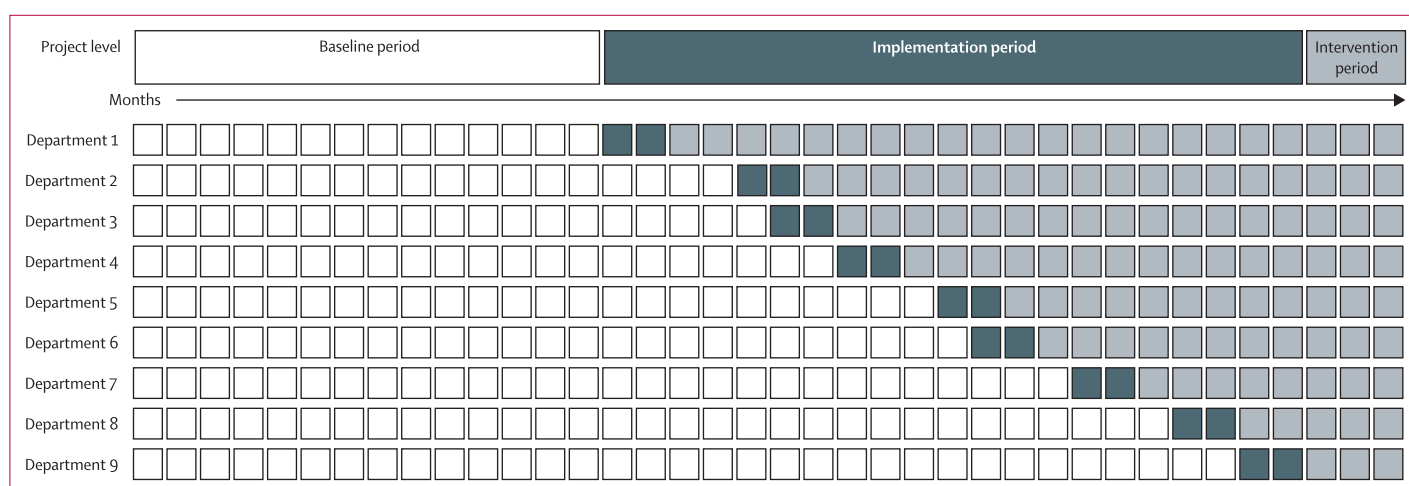 Project level
Baseline period
Implementation period
Intervention
period
Months
Department 1
Department 2
Department 3
Department 4
Department 5
Department 6
Department 7
Department 8
Department 9